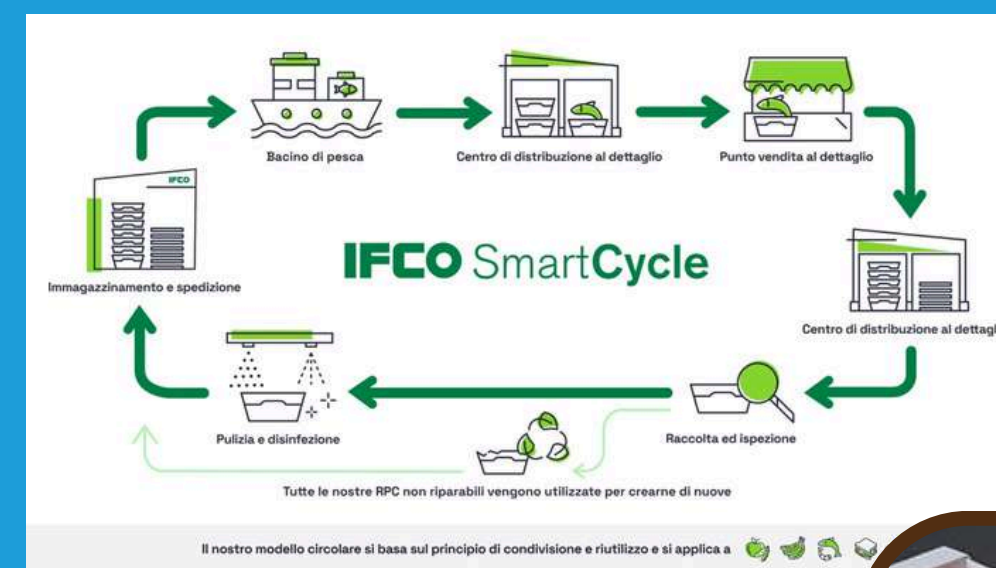 Bacino di pesca
Centro di distribuzione al dettaglio
Punto vendita al dettaglio
IFCO
Immagazzinamento e spedizione
IFCO SmartCycle
Centro di distribuzione al
Pulizia e disinfezione
Raccolta ed ispezione
Tutte le nostre RPC non riparabili vengono utilizzate per crearne di nuove
Il nostro modello circolare si basa sul principio di condivisione e riutilizzo e si applica a